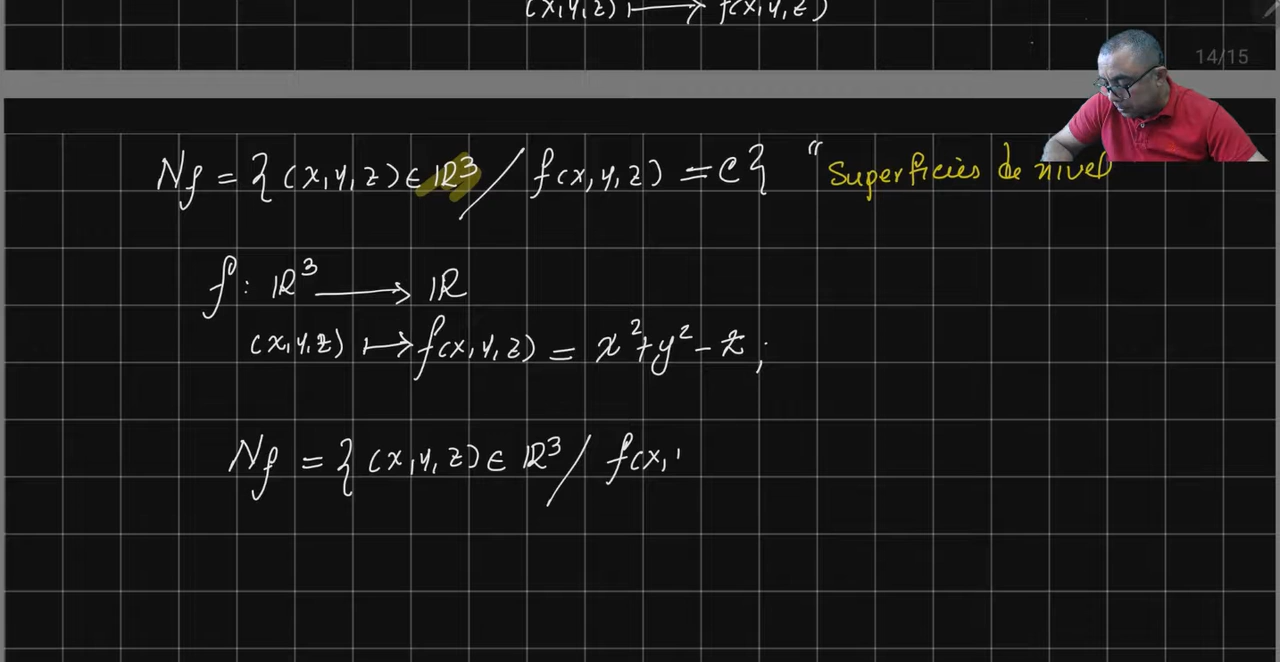 (x,y,z) ⟼ f(x,y,z)
14/15
Nf = { (x,y,z) ∈ ℝ³ / f(x,y,z) = c } "Superficies de nivel
f: ℝ³ ⟶ ℝ
(x,y,z) ⟼ f(x,y,z) = x² + y² - z;
Nf = { (x,y,z) ∈ ℝ³ / f(x,